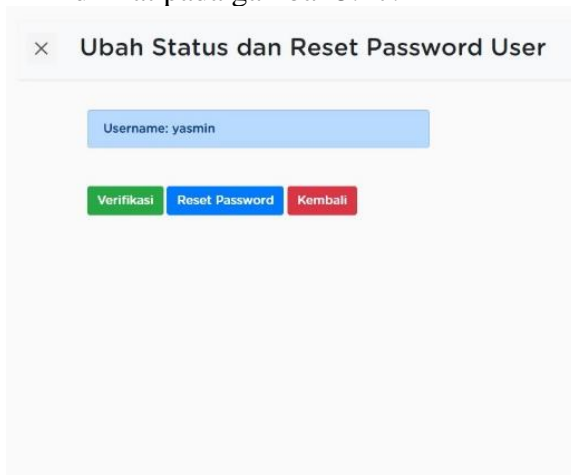 × Ubah Status dan Reset Password User
Username: yasmin
Verifikasi Reset Password Kembali